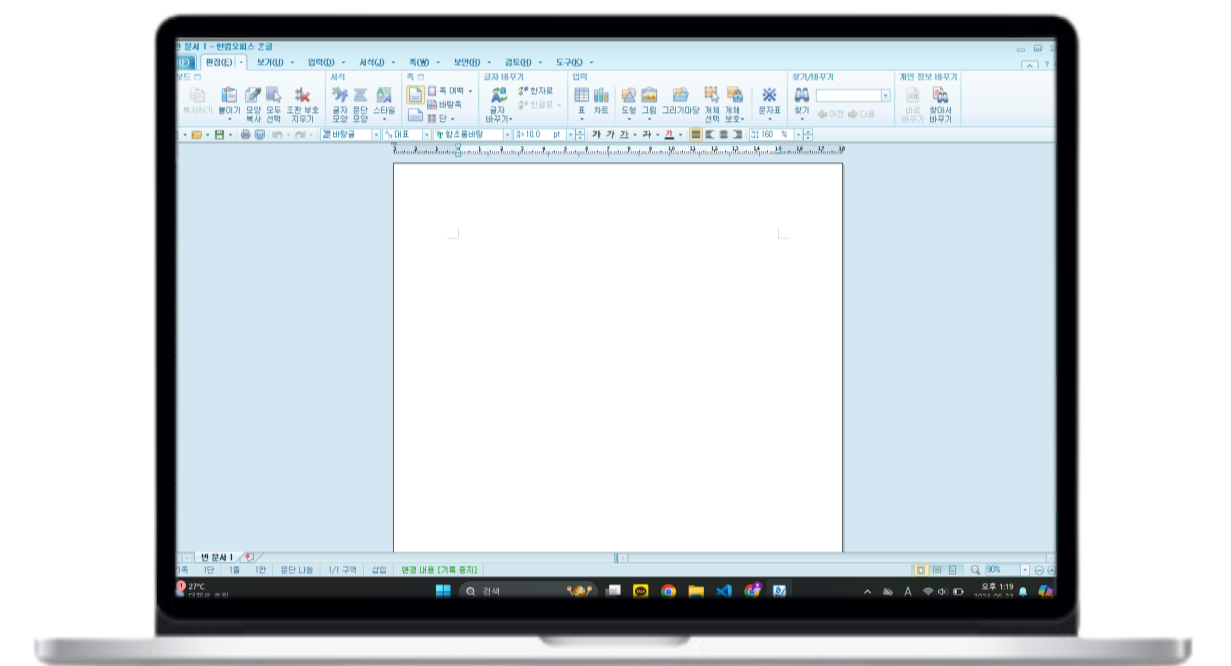 빈 문서 1 - 한컴오피스 흔글
편집(E) 보기(U) 입력(D) 서식(J) 쪽(W) 보안(B) 검토(H) 도구(K)
보드 서식 쪽 글자 바꾸기 입력 찾기/바꾸기 개인 정보 바꾸기
복사하기 붙이기 모양 복사 모두 선택 조판 부호 지우기
글자 모양 문단 모양 스타일
쪽 여백 바탕쪽 단
글자 바꾸기 한자로 한글로
표 차트 도형 그림 그리기마당 개체 선택 개체 보호 문자표
찾기 이전 다음
바로 바꾸기 찾아서 바꾸기
바탕글 대표 함초롬바탕 10.0 pt 가 가 가 가 가 160 %
빈 문서 1
1쪽 1단 1줄 1칸 문단 나눔 1/1 구역 삽입 변경 내용 [기록 중지] 90%
1 27°C 검색 A 오후 1:19
대체로 흐림 2024-06-23